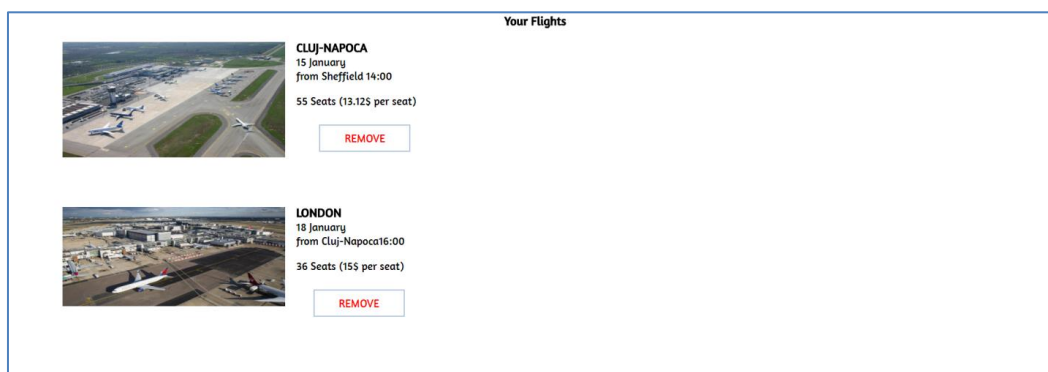 Your Flights
CLUJ-NAPOCA
15 January
from Sheffield 14:00
55 Seats (13.12$ per seat)
REMOVE
LONDON
18 January
from Cluj-Napoca16:00
36 Seats (15$ per seat)
REMOVE